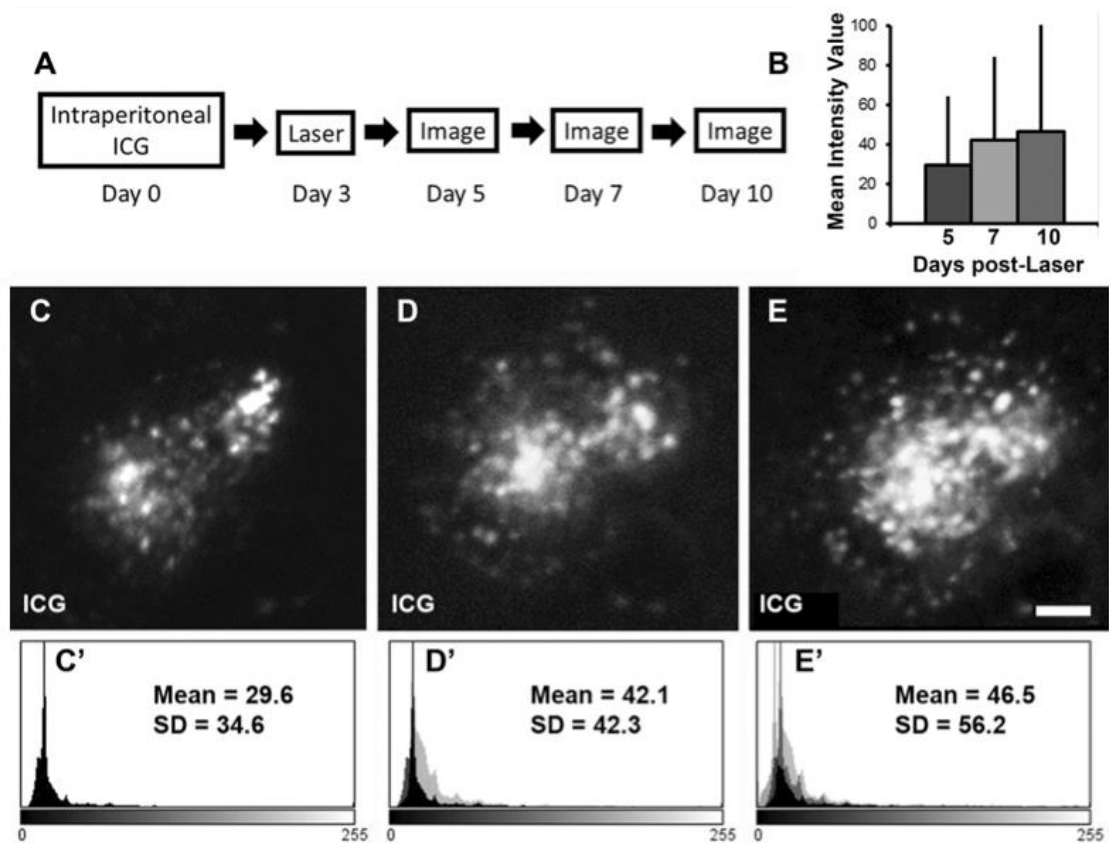 A
Intraperitoneal
ICG
Laser
Image
Image
Image
Day 0
Day 3
Day 5
Day 7
Day 10
B
Mean Intensity Value
100
80
60
40
20
0
5
7
10
Days post-Laser
C
ICG
D
ICG
E
ICG
C’
Mean = 29.6
SD = 34.6
0
255
D’
Mean = 42.1
SD = 42.3
0
255
E’
Mean = 46.5
SD = 56.2
0
255